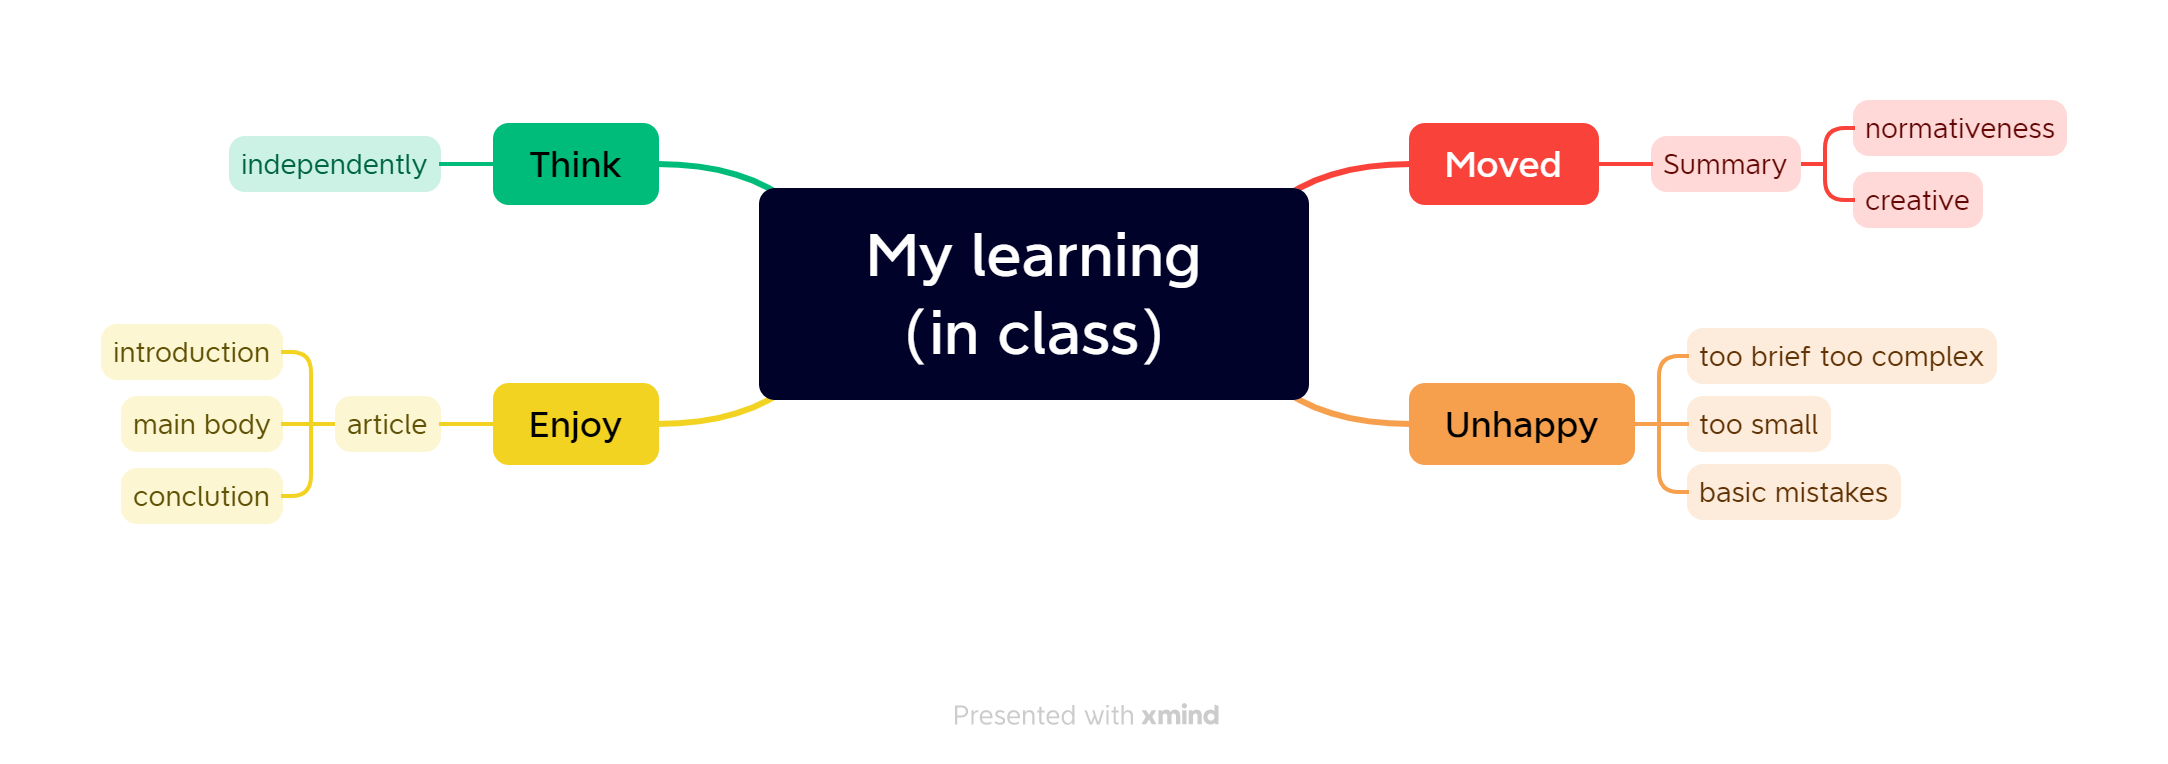 My learning
(in class)
Moved
Summary
normativeness
creative
Unhappy
too brief too complex
too small
basic mistakes
Think
independently
Enjoy
article
introduction
main body
conclution
Presented with xmind